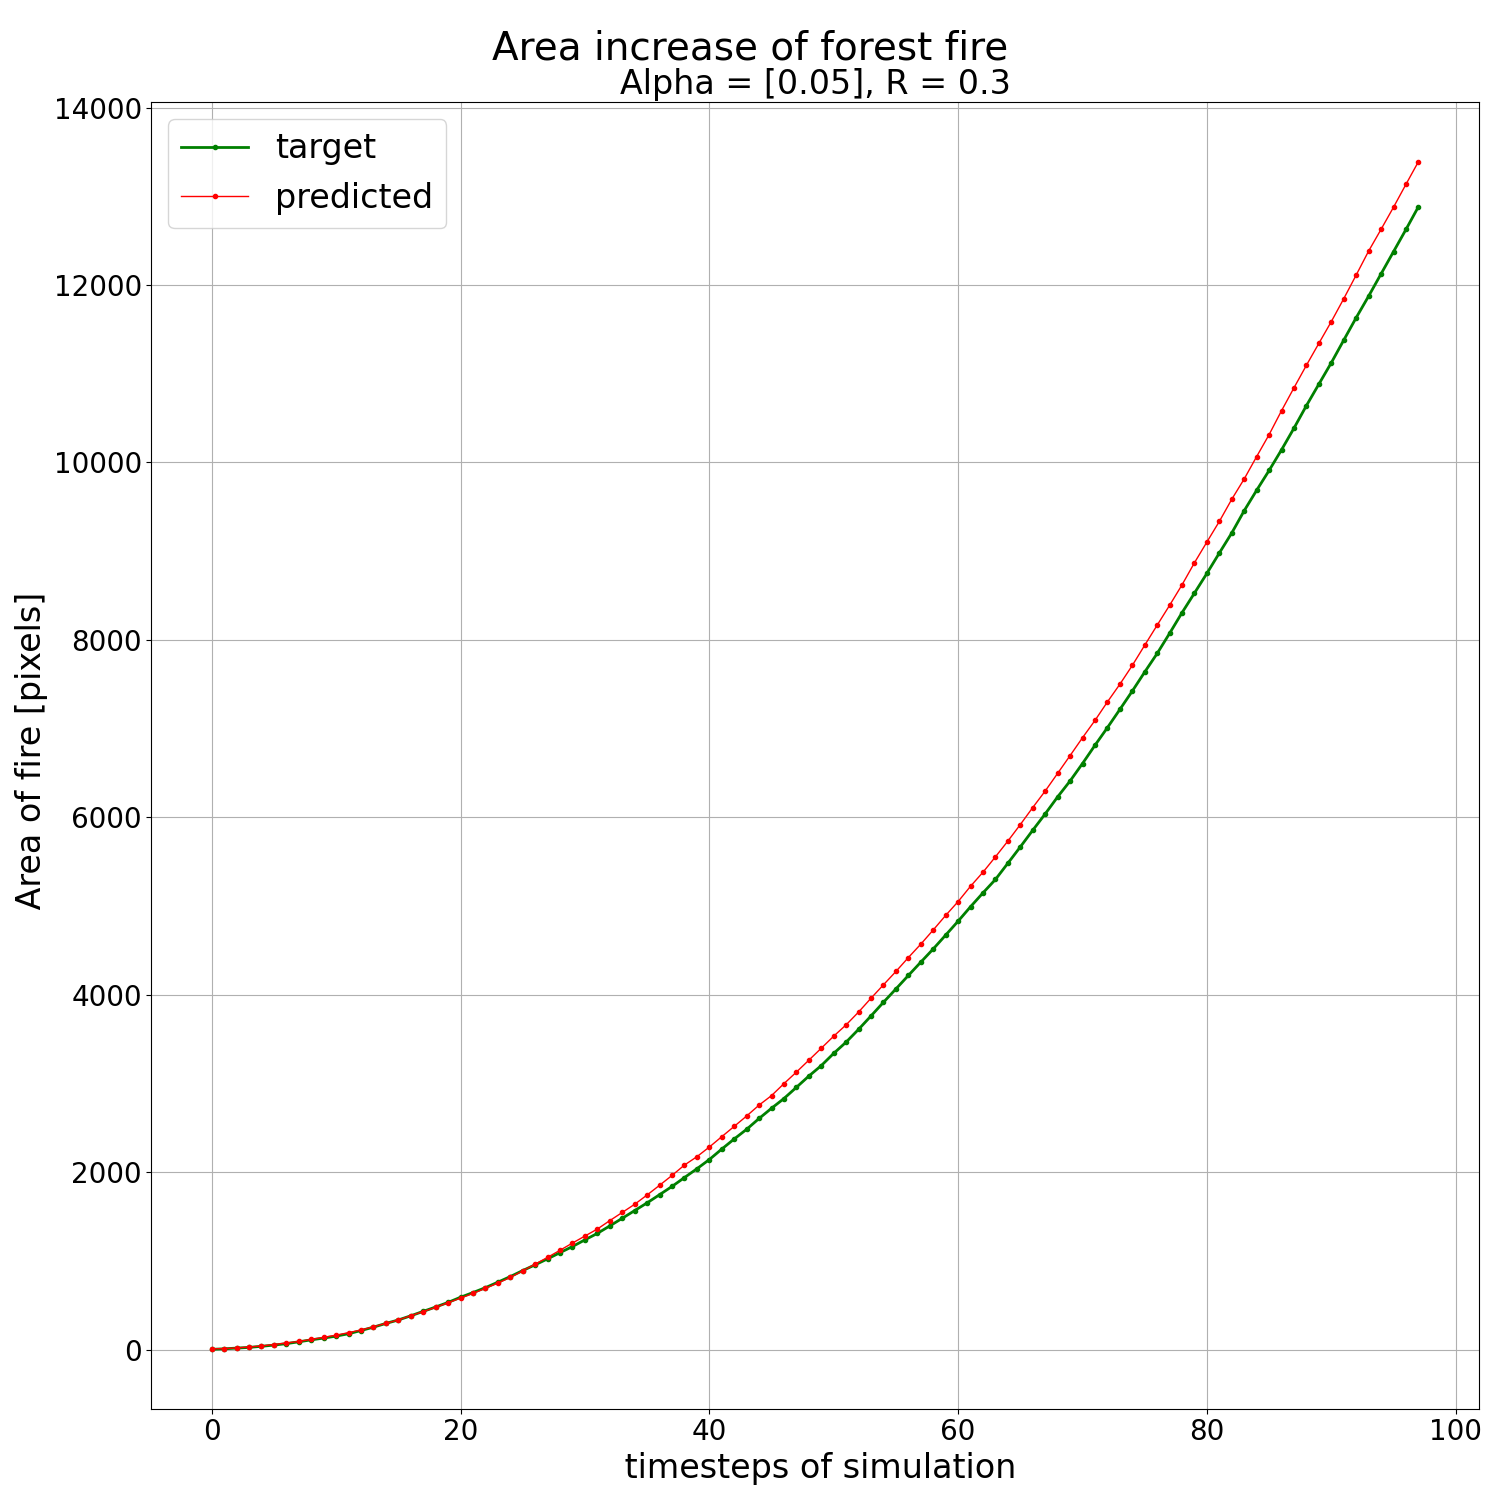 Area increase of forest fire
Alpha = [0.05], R = 0.3
target
predicted
14000
12000
10000
8000
6000
4000
2000
0
Area of fire [pixels]
0 20 40 60 80 100
timesteps of simulation